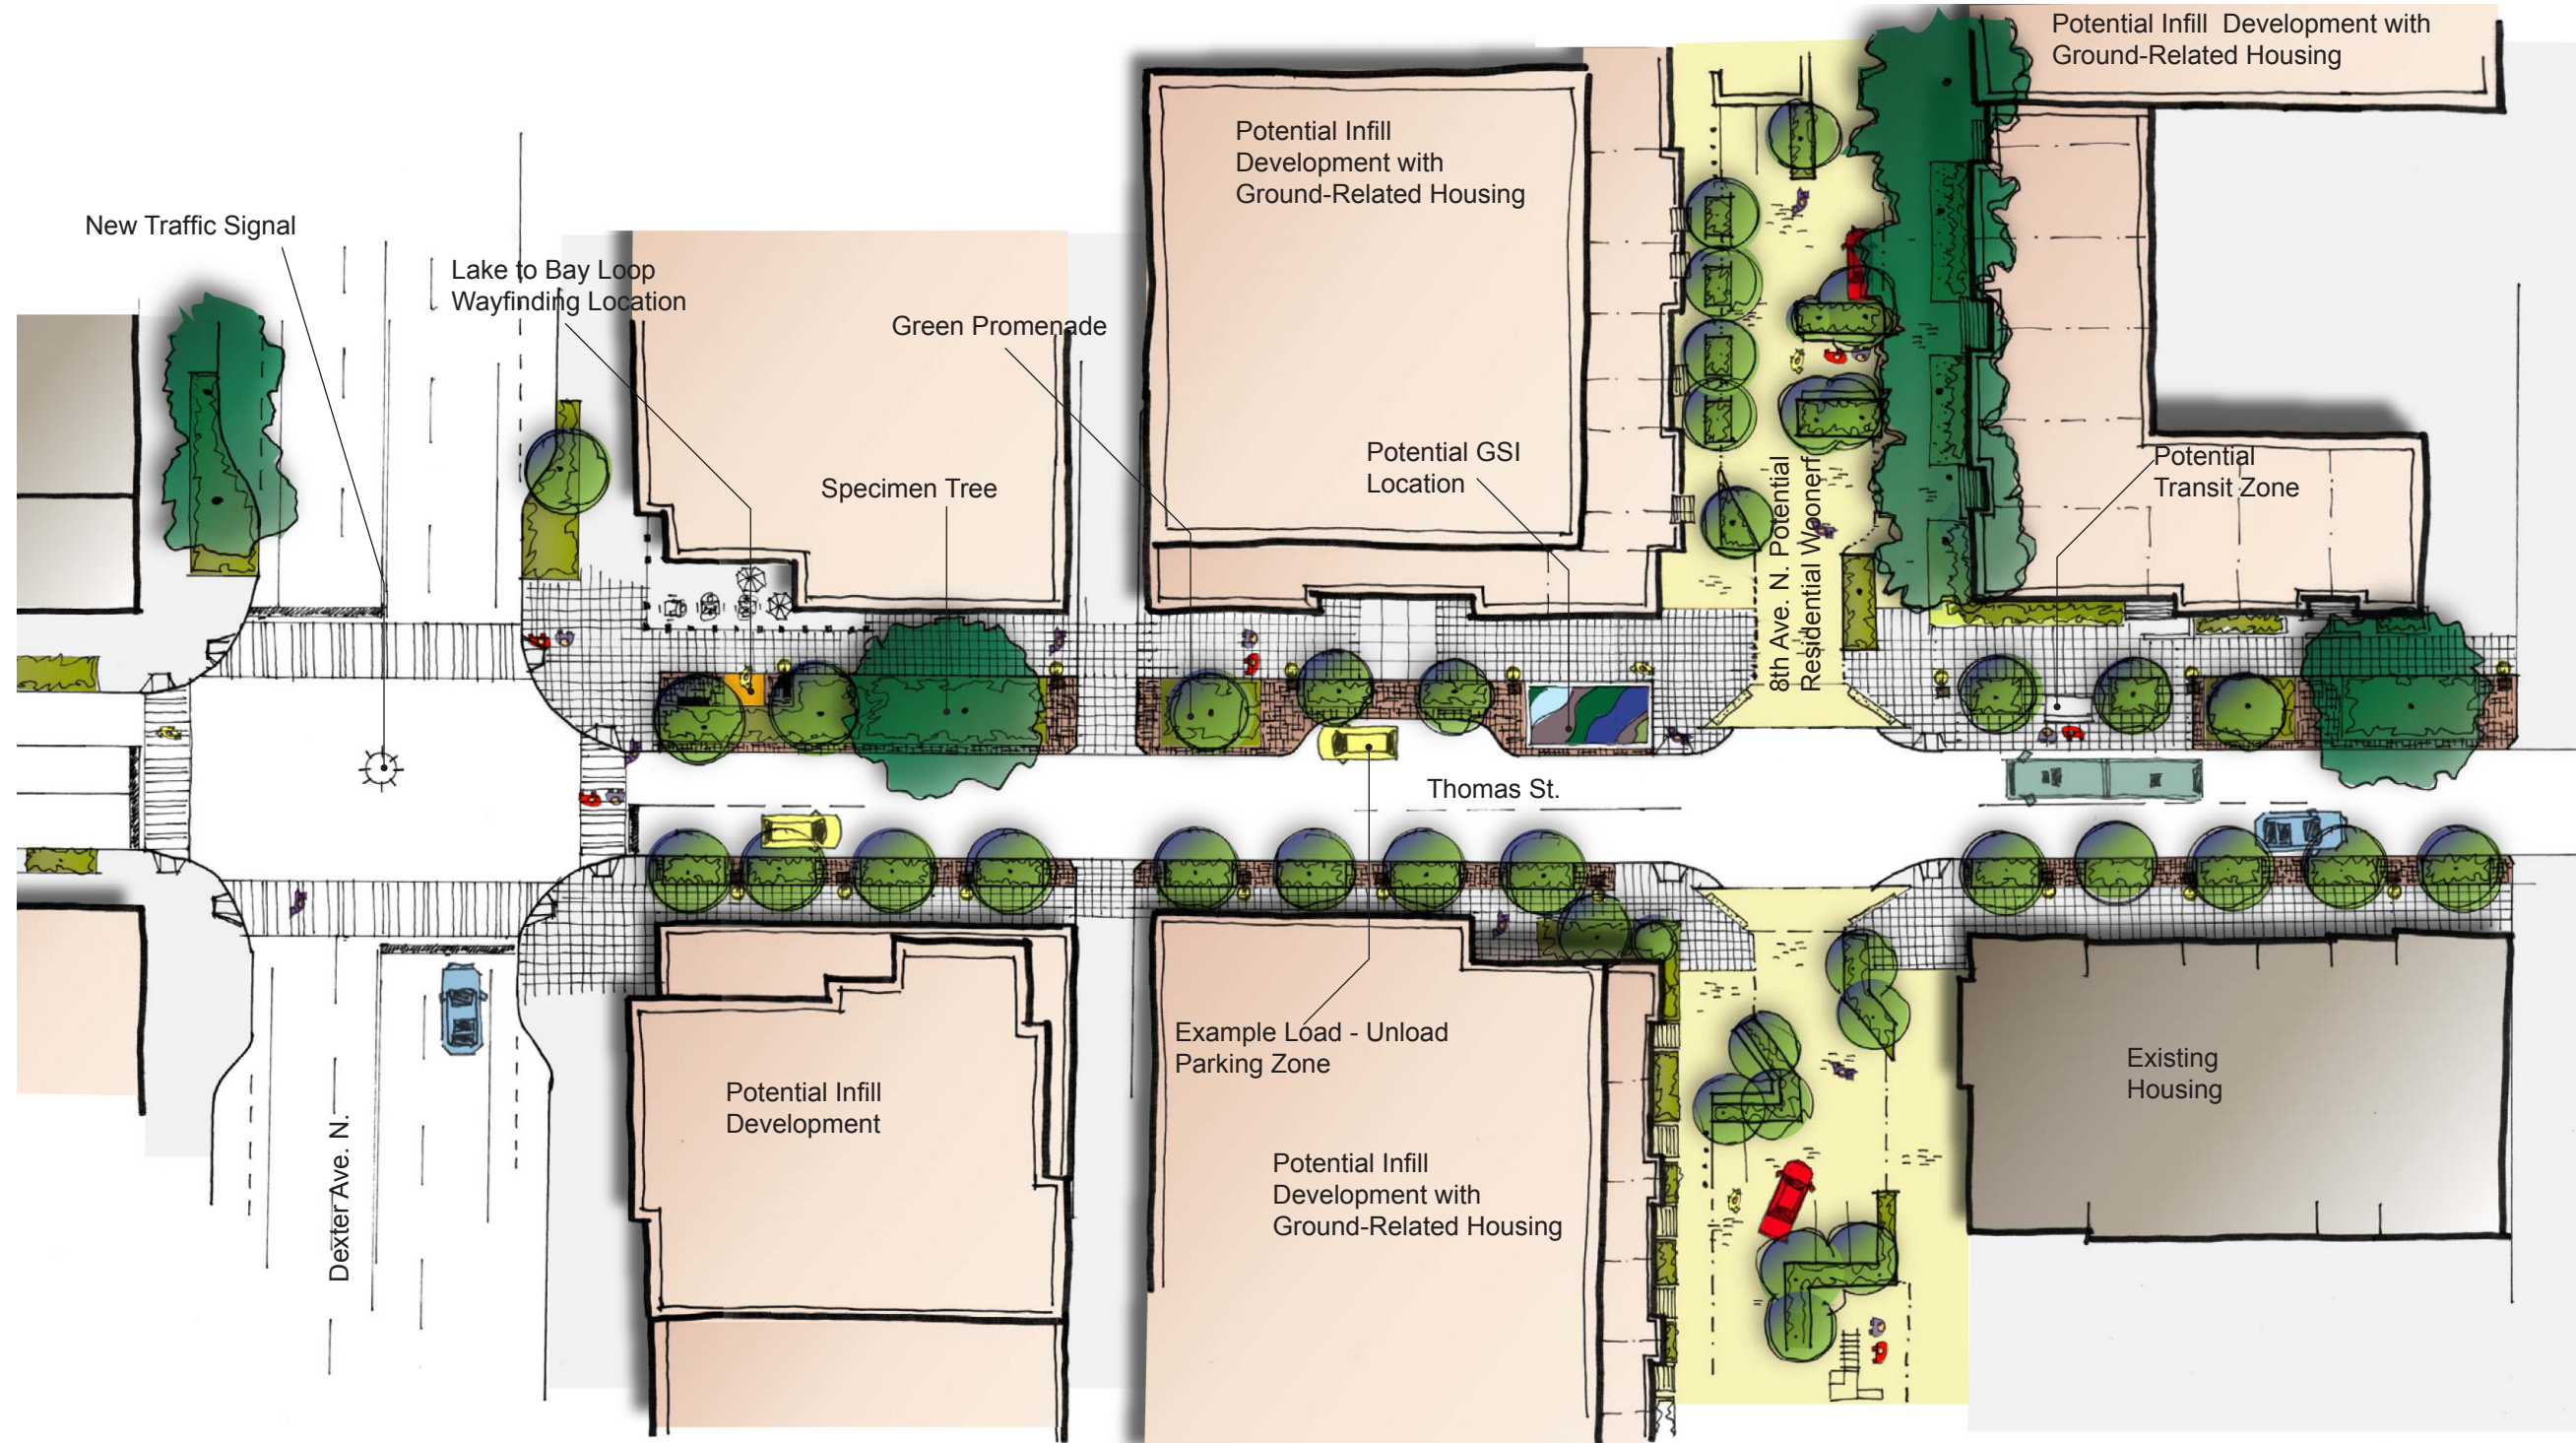 Potential Infill Development with
Ground-Related Housing
Potential Infill
Development with
Ground-Related Housing
New Traffic Signal
Lake to Bay Loop
Wayfinding Location
Green Promenade
Specimen Tree
Potential GSI
Location
8th Ave. N. Potential
Residential Woonerf
Potential
Transit Zone
Thomas St.
Example Load - Unload
Parking Zone
Potential Infill
Development
Dexter Ave. N.
Potential Infill
Development with
Ground-Related Housing
Existing
Housing